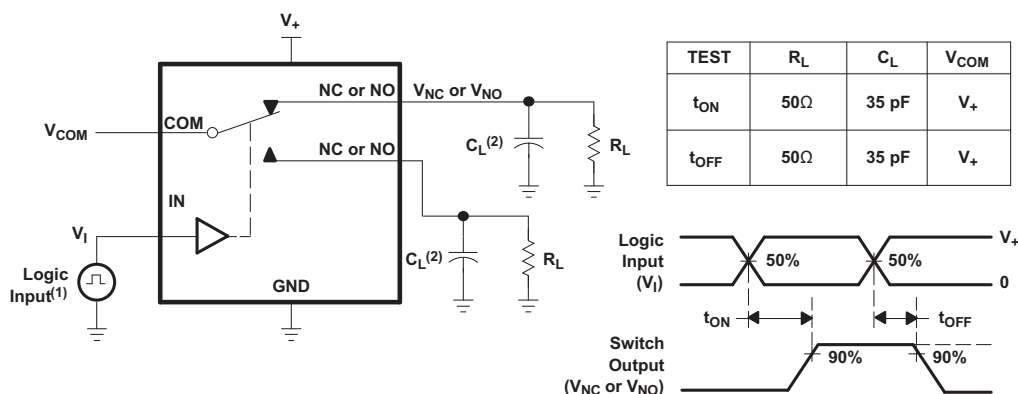 V+
NC or NO
VNC or VNO
COM
VCOM
CL(2)
RL
NC or NO
IN
VI
CL(2)
RL
Logic
Input(1)
GND
TEST RL CL VCOM
tON 50Ω 35 pF V+
tOFF 50Ω 35 pF V+
Logic
Input
(VI)
V+
50%
50%
0
tON
tOFF
Switch
Output
(VNC or VNO)
90%
90%